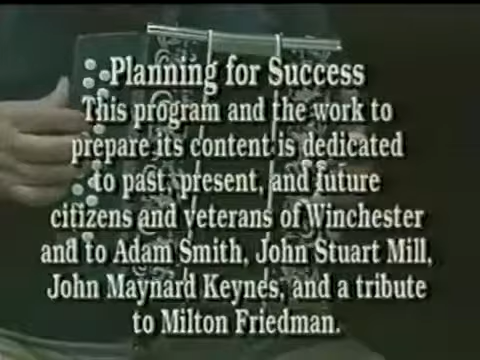 Planning for Success
This program and the work to
prepare its content is dedicated
to past, present, and future
citizens and veterans of Winchester
and to Adam Smith, John Stuart Mill,
John Maynard Keynes, and a tribute
to Milton Friedman.